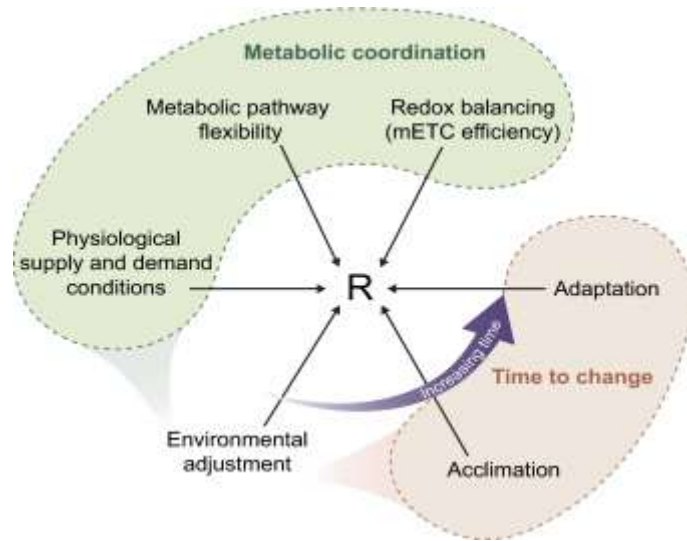 Metabolic coordination
Metabolic pathway
flexibility
Redox balancing
(mETC efficiency)
Physiological
supply and demand
conditions
R
Adaptation
Increasing time
Time to change
Environmental
adjustment
Acclimation